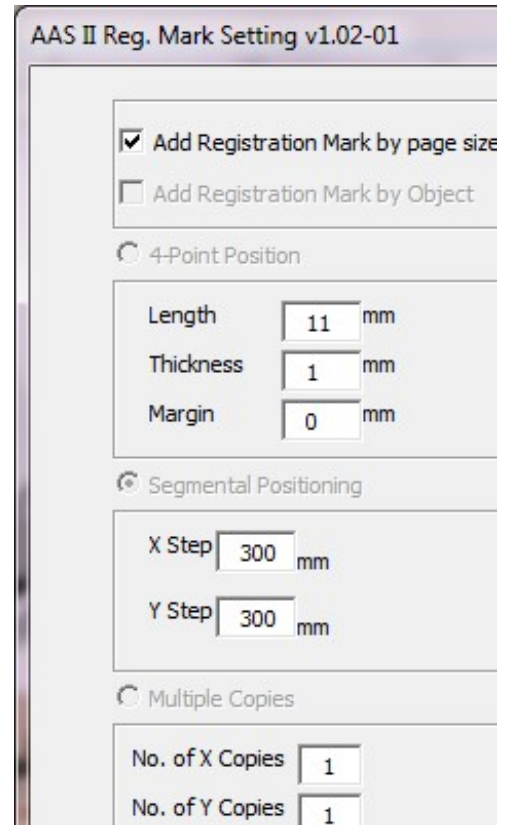 AAS II Reg. Mark Setting v1.02-01
Add Registration Mark by page size
Add Registration Mark by Object
4-Point Position
Length 11 mm
Thickness 1 mm
Margin 0 mm
Segmental Positioning
X Step 300 mm
Y Step 300 mm
Multiple Copies
No. of X Copies 1
No. of Y Copies 1